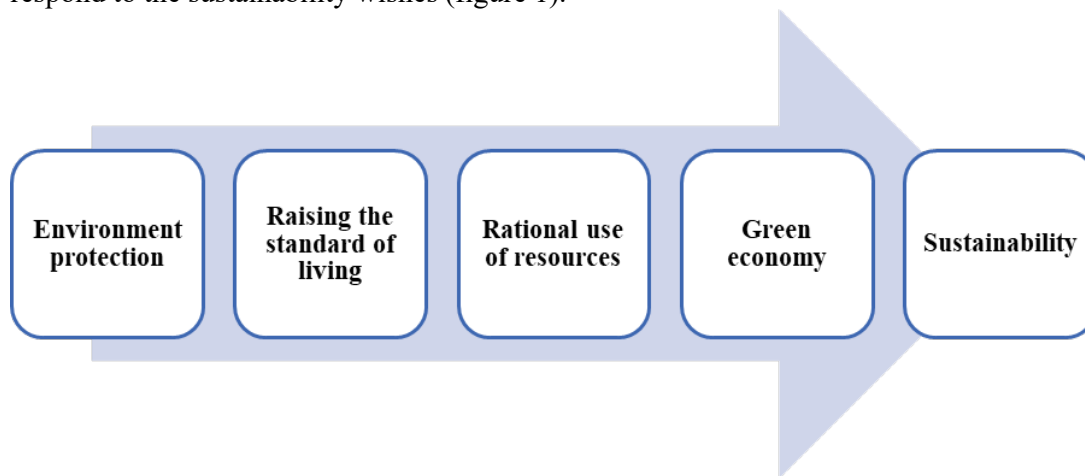 respond to the sustainability wishes (figure 1).
Environment
protection
Raising the
standard of
living
Rational use
of resources
Green
economy
Sustainability